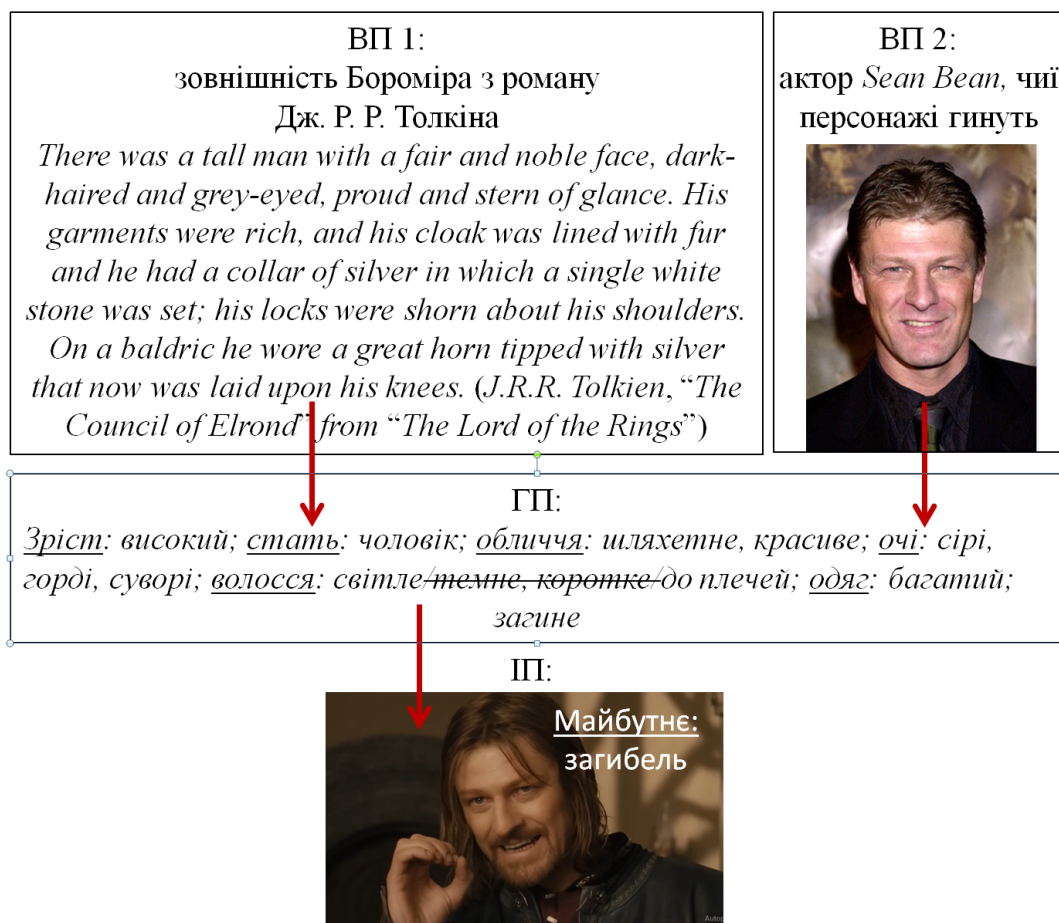 ВП 1:
зовнішність Бороміра з роману
Дж. Р. Р. Толкіна
There was a tall man with a fair and noble face, dark-
haired and grey-eyed, proud and stern of glance. His
garments were rich, and his cloak was lined with fur
and he had a collar of silver in which a single white
stone was set; his locks were shorn about his shoulders.
On a baldric he wore a great horn tipped with silver
that now was laid upon his knees. (J.R.R. Tolkien, “The
Council of Elrond” from “The Lord of the Rings”)
ВП 2:
актор Sean Bean, чиї
персонажі гинуть
ГП:
Зріст: високий; стать: чоловік; обличчя: шляхетне, красиве; очі: сірі,
горді, суворі; волосся: світле/темне, коротке/до плечей; одяг: багатий;
загине
ІП:
Майбутнє:
загибель